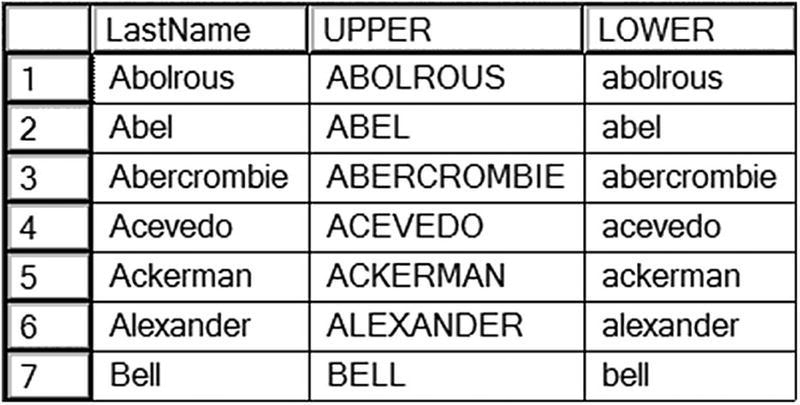 LastName UPPER LOWER
1 Abolrous ABOLROUS abolrous
2 Abel ABEL abel
3 Abercrombie ABERCROMBIE abercrombie
4 Acevedo ACEVEDO acevedo
5 Ackerman ACKERMAN ackerman
6 Alexander ALEXANDER alexander
7 Bell BELL bell